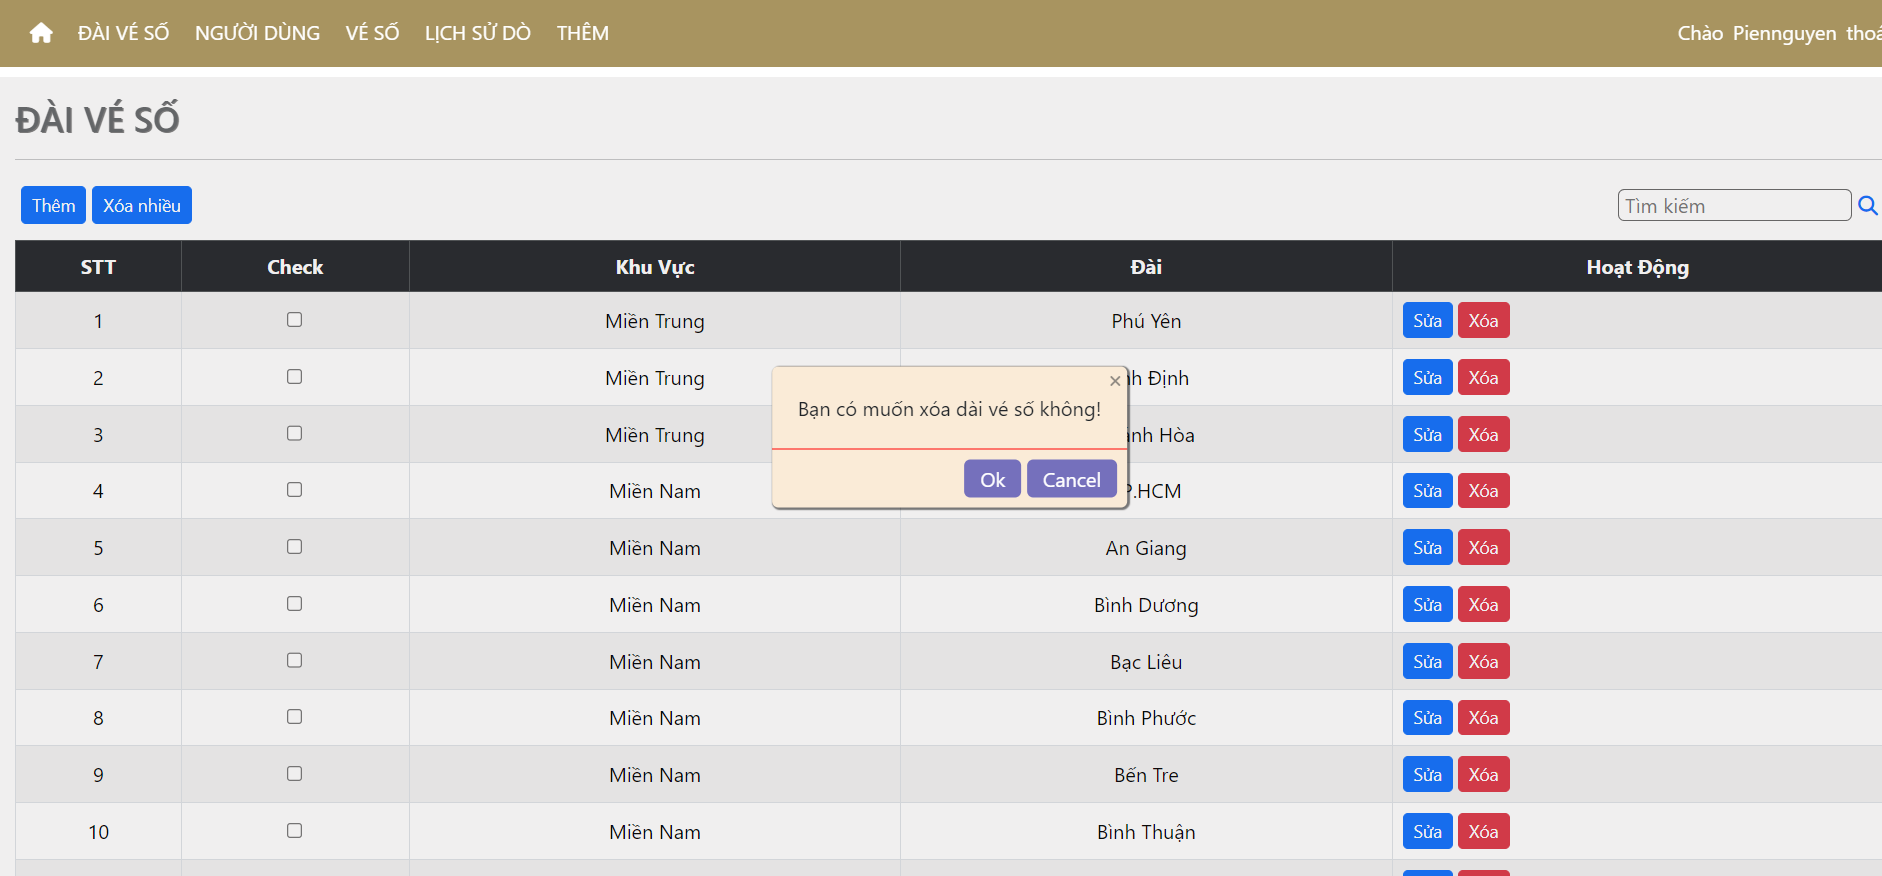 ĐÀI VÉ SỐ NGƯỜI DÙNG VÉ SỐ LỊCH SỬ DÒ THÊM Chào Piennguyen
ĐÀI VÉ SỐ
Thêm Xóa nhiều Tìm kiếm
STT Check Khu Vực Đài Hoạt Động
1 Miền Trung Phú Yên Sửa Xóa
2 Miền Trung Định Sửa Xóa
× 
Bạn có muốn xóa dài vé số không!
3 Miền Trung Hòa Sửa Xóa
Ok Cancel
4 Miền Nam P.HCM Sửa Xóa
5 Miền Nam An Giang Sửa Xóa
6 Miền Nam Bình Dương Sửa Xóa
7 Miền Nam Bạc Liêu Sửa Xóa
8 Miền Nam Bình Phước Sửa Xóa
9 Miền Nam Bến Tre Sửa Xóa
10 Miền Nam Bình Thuận Sửa Xóa